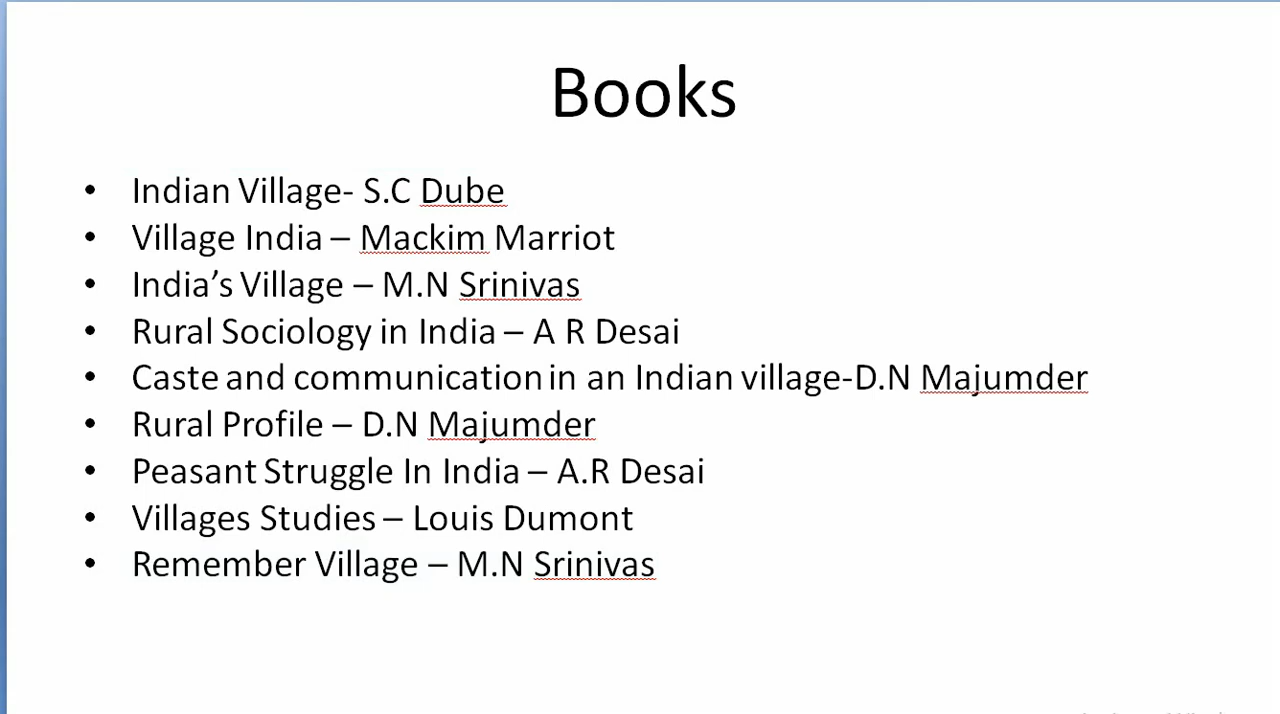 Books
• Indian Village- S.C Dube
• Village India – Mackim Marriot
• India’s Village – M.N Srinivas
• Rural Sociology in India – A R Desai
• Caste and communication in an Indian village-D.N Majumder
• Rural Profile – D.N Majumder
• Peasant Struggle In India – A.R Desai
• Villages Studies – Louis Dumont
• Remember Village – M.N Srinivas